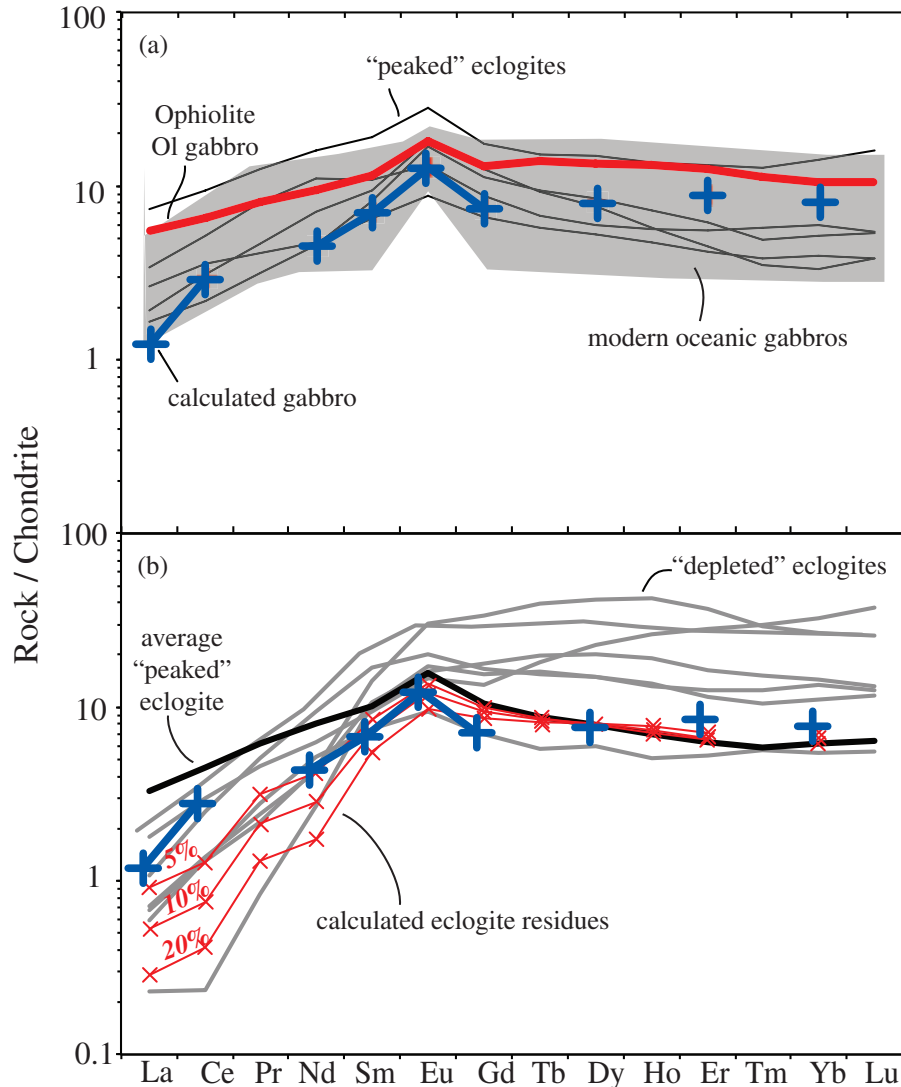 100
(a)
“peaked” eclogites
Ophiolite
Ol gabbro
10
modern oceanic gabbros
1
calculated gabbro
Rock / Chondrite
100
(b)
“depleted” eclogites
average
“peaked”
eclogite
10
5%
1
10%
calculated eclogite residues
20%
0.1
La Ce Pr Nd Sm Eu Gd Tb Dy Ho Er Tm Yb Lu